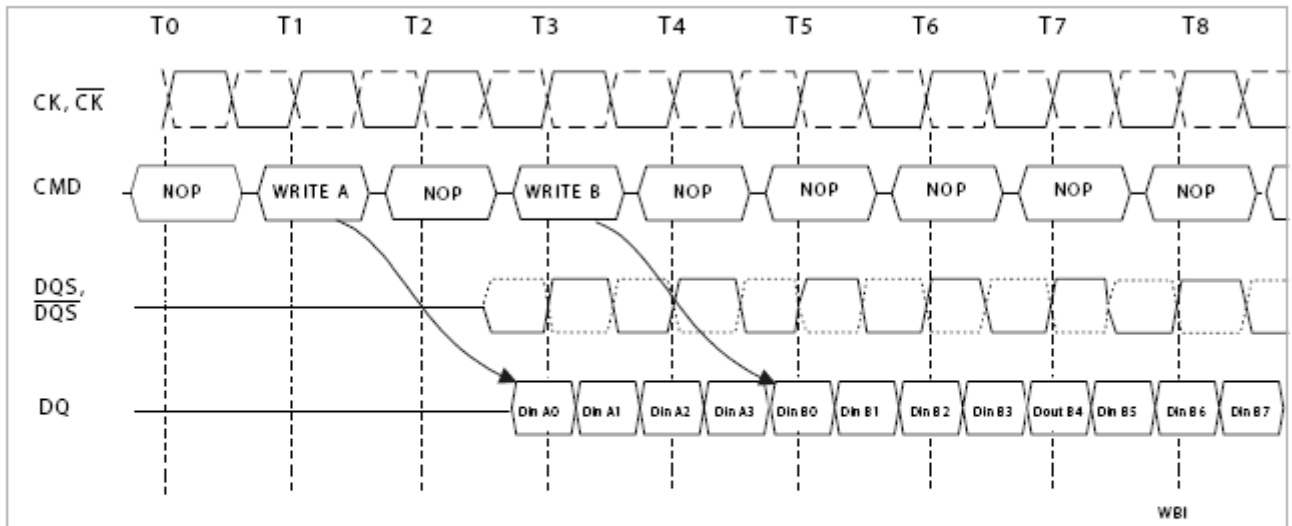 T0 T1 T2 T3 T4 T5 T6 T7 T8
CK, CK
CMD NOP WRITE A NOP WRITE B NOP NOP NOP NOP NOP
DQS,
DQS
DQ Din A0 Din A1 Din A2 Din A3 Din B0 Din B1 Din B2 Din B3 Dout B4 Din B5 Din B6 Din B7
WBI